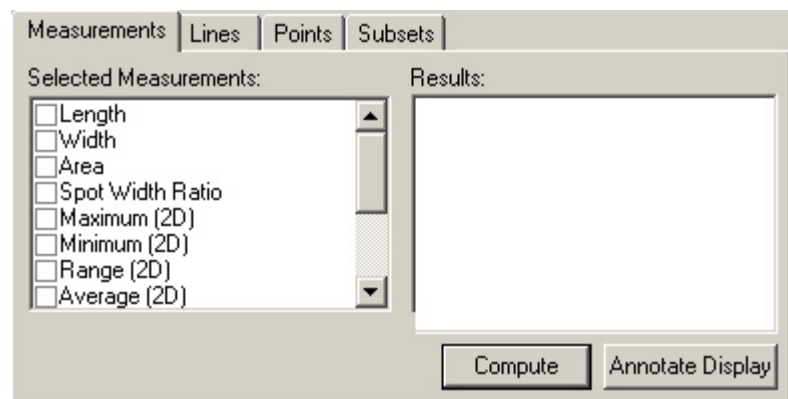 Measurements Lines Points Subsets
Selected Measurements:
Length
Width
Area
Spot Width Ratio
Maximum (2D)
Minimum (2D)
Range (2D)
Average (2D)
Results:
Compute Annotate Display